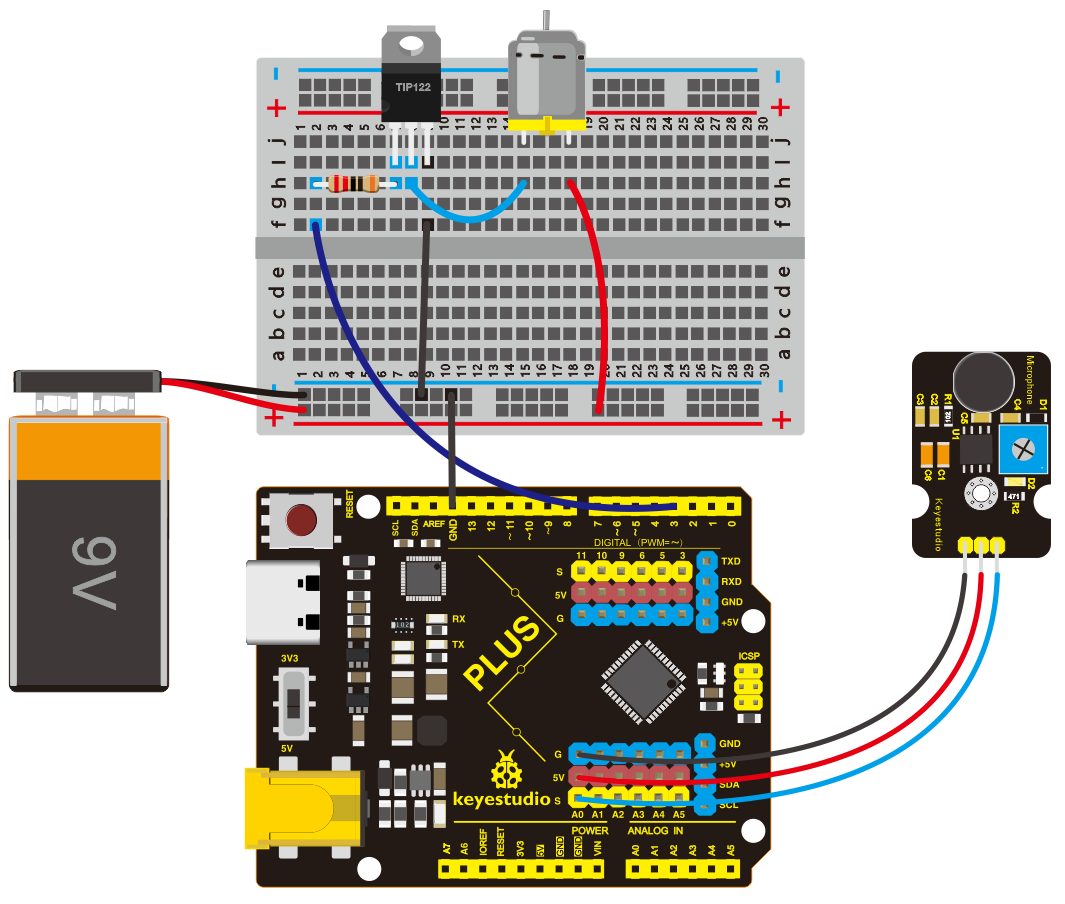 TIP122
− −
+ +
1 2 3 4 5 6 10 11 12 13 14 19 20 21 22 23 24 25 26 27 28 29 30
j j
i i
h h
g g
f f
e e
d d
c c
b b
a a
1 2 3 4 5 6 7 8 9 10 11 12 13 14 15 16 17 18 19 20 21 22 23 24 25 26 27 28 29 30
− −
+ +
9V
Microphone
C3 C2 R1 C5 C4 D1
102
U1
C6 C1
D2
471
R2
Keyestudio
RESET
SCL SDA AREF GND 13 12 ~11 ~10 ~9 8 7 ~6 ~5 4 3 2 1 0
DIGITAL (PWM=~)
11 10 9 6 5 3
S
5V
G
TXD
RXD
GND
+5V
RX
TX
102
PLUS
ICSP
3V3
5V
G
5V
S
GND
+5V
SDA
SCL
keyestudio
A0 A1 A2 A3 A4 A5
POWER ANALOG IN
A7 A6 IOREF RESET 3V3 5V GND GND VIN A0 A1 A2 A3 A4 A5